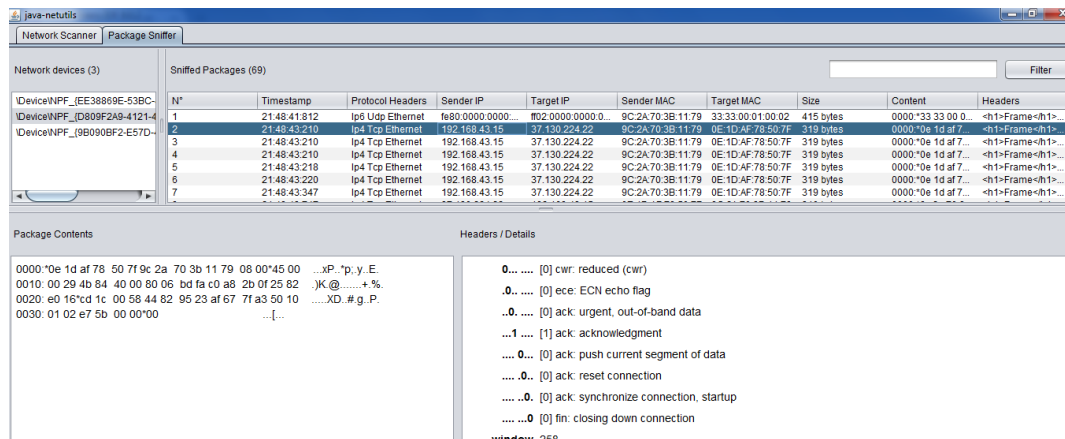 java-netutils
Network Scanner Package Sniffer
Network devices (3) Sniffed Packages (69) Filter
\Device\NPF_{EE38869E-53BC-
\Device\NPF_{D809F2A9-4121-4
\Device\NPF_{9B090BF2-E57D-
N° Timestamp Protocol Headers Sender IP Target IP Sender MAC Target MAC Size Content Headers
1 21:48:41:812 Ip6 Udp Ethernet fe80:0000:0000:... ff02:0000:0000:0... 9C:2A:70:3B:11:79 33:33:00:01:00:02 415 bytes 0000:*33 33 00 0... <h1>Frame</h1>...
2 21:48:43:210 Ip4 Tcp Ethernet 192.168.43.15 37.130.224.22 9C:2A:70:3B:11:79 0E:1D:AF:78:50:7F 319 bytes 0000:*0e 1d af 7... <h1>Frame</h1>...
3 21:48:43:210 Ip4 Tcp Ethernet 192.168.43.15 37.130.224.22 9C:2A:70:3B:11:79 0E:1D:AF:78:50:7F 319 bytes 0000:*0e 1d af 7... <h1>Frame</h1>...
4 21:48:43:210 Ip4 Tcp Ethernet 192.168.43.15 37.130.224.22 9C:2A:70:3B:11:79 0E:1D:AF:78:50:7F 319 bytes 0000:*0e 1d af 7... <h1>Frame</h1>...
5 21:48:43:218 Ip4 Tcp Ethernet 192.168.43.15 37.130.224.22 9C:2A:70:3B:11:79 0E:1D:AF:78:50:7F 319 bytes 0000:*0e 1d af 7... <h1>Frame</h1>...
6 21:48:43:220 Ip4 Tcp Ethernet 192.168.43.15 37.130.224.22 9C:2A:70:3B:11:79 0E:1D:AF:78:50:7F 319 bytes 0000:*0e 1d af 7... <h1>Frame</h1>...
7 21:48:43:347 Ip4 Tcp Ethernet 192.168.43.15 37.130.224.22 9C:2A:70:3B:11:79 0E:1D:AF:78:50:7F 319 bytes 0000:*0e 1d af 7... <h1>Frame</h1>...
Package Contents
0000:*0e 1d af 78 50 7f 9c 2a 70 3b 11 79 08 00*45 00 ...xP..*p;.y..E.
0010: 00 29 4b 84 40 00 80 06 bd fa c0 a8 2b 0f 25 82 .)K.@.......+.%.
0020: e0 16*cd 1c 00 58 44 82 95 23 af 67 7f a3 50 10 .....XD..#.g..P.
0030: 01 02 e7 5b 00 00*00 ...[...
Headers / Details
0... .... [0] cwr: reduced (cwr)
.0.. .... [0] ece: ECN echo flag
..0. .... [0] ack: urgent, out-of-band data
...1 .... [1] ack: acknowledgment
.... 0... [0] ack: push current segment of data
.... .0.. [0] ack: reset connection
.... ..0. [0] ack: synchronize connection, startup
.... ...0 [0] fin: closing down connection
window 258